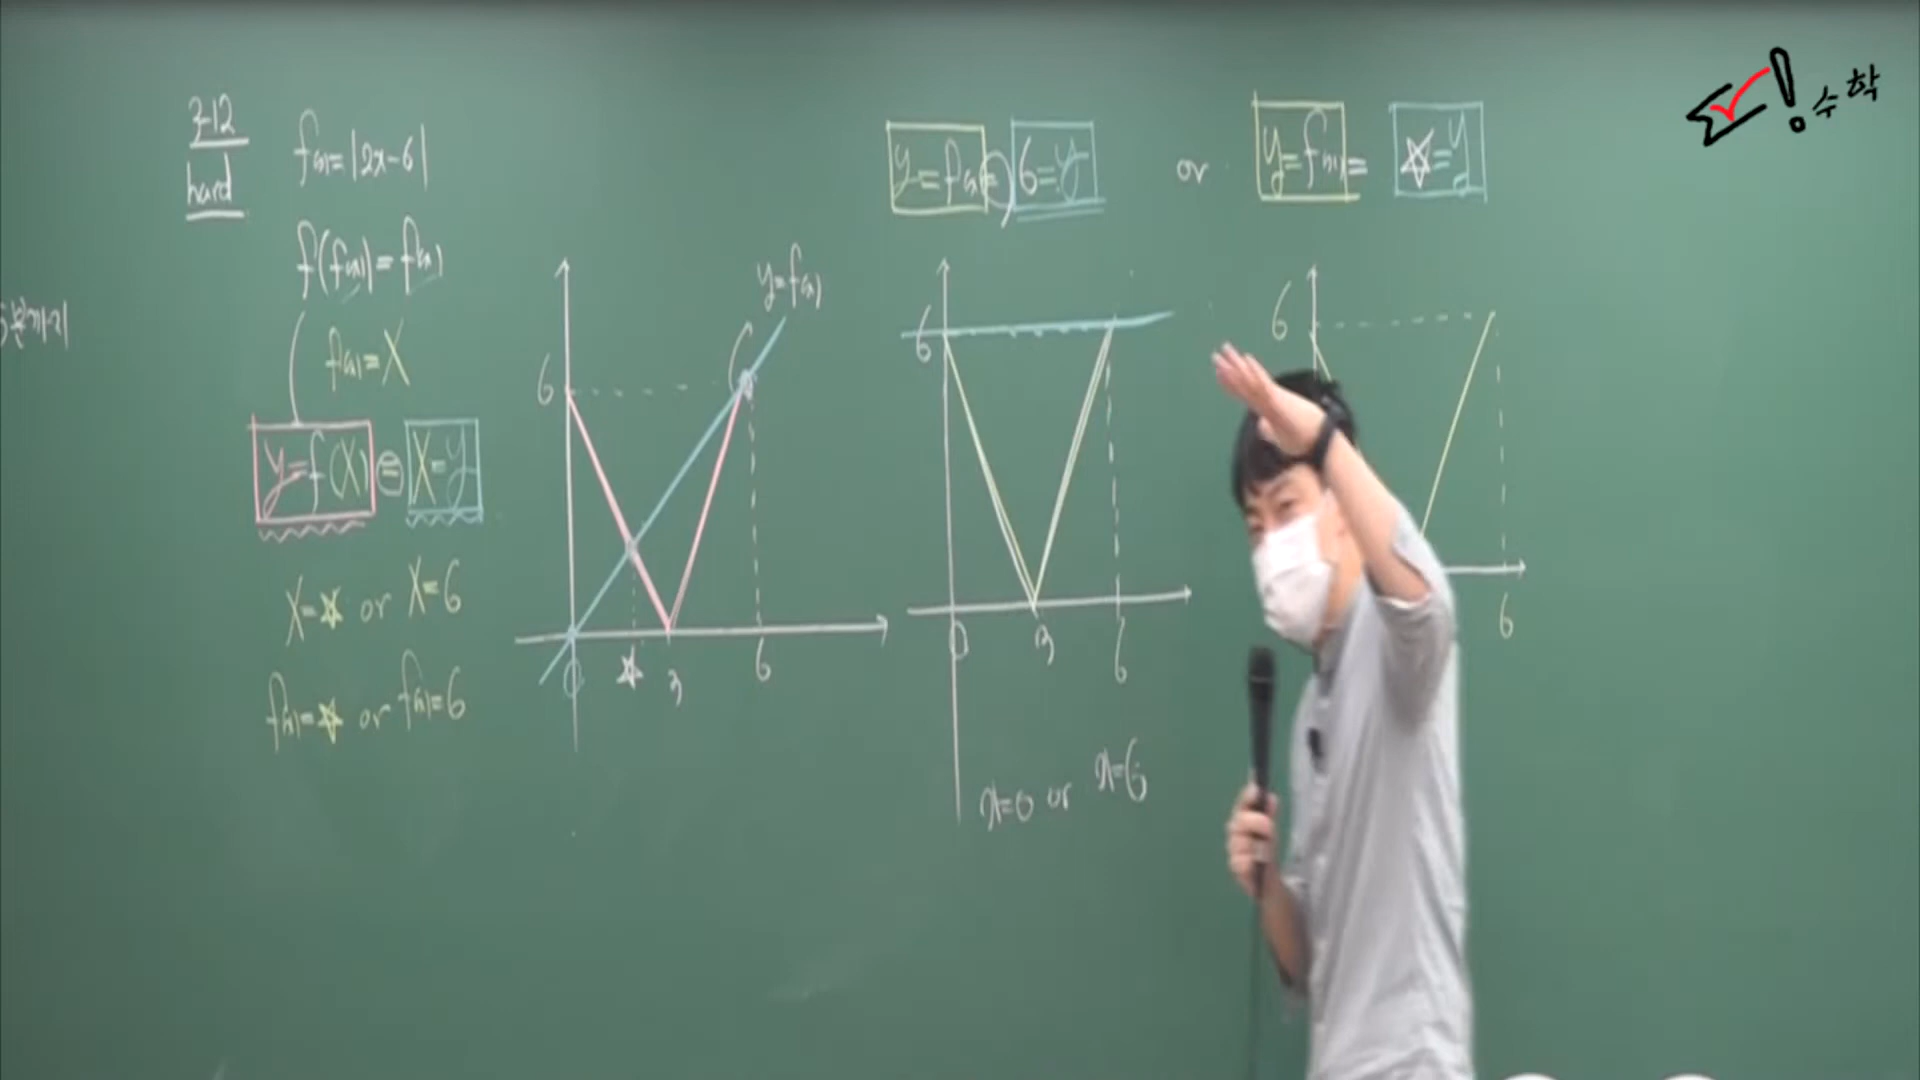 3-12
hard
f(x)=|2x-6|
f(f(x))=f(x)
f(x)=X
y=f(X)=X=y
X=☆ or X=6
f(x)=☆ or f(x)=6
y=f(x)
6
0
☆
3
6
y=f(x)=6=y
or
y=f(x)=☆=y
6
0
3
6
x=0 or x=6
6
6
수학